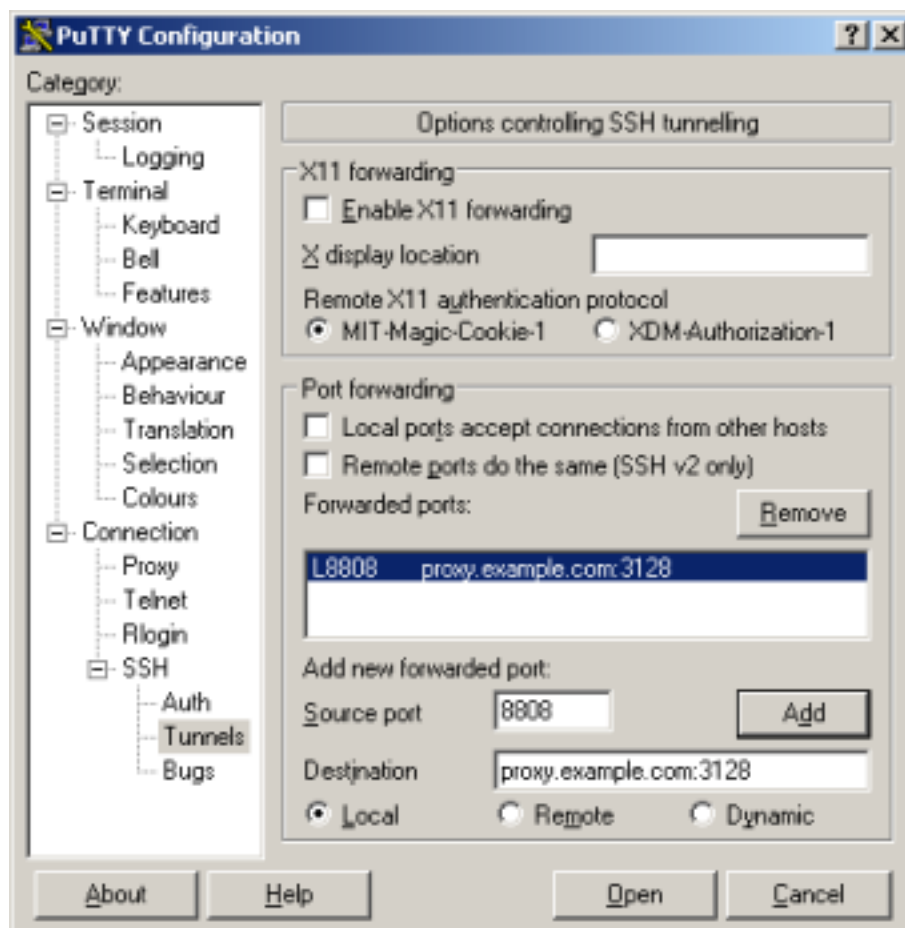 PuTTY Configuration
Category:
Session
Logging
Terminal
Keyboard
Bell
Features
Window
Appearance
Behaviour
Translation
Selection
Colours
Connection
Proxy
Telnet
Rlogin
SSH
Auth
Tunnels
Bugs
Options controlling SSH tunnelling
X11 forwarding
Enable X11 forwarding
X display location
Remote X11 authentication protocol
MIT-Magic-Cookie-1 XDM-Authorization-1
Port forwarding
Local ports accept connections from other hosts
Remote ports do the same (SSH v2 only)
Forwarded ports: Remove
L8808 proxy.example.com:3128
Add new forwarded port:
Source port 8808 Add
Destination proxy.example.com:3128
Local Remote Dynamic
About Help Open Cancel